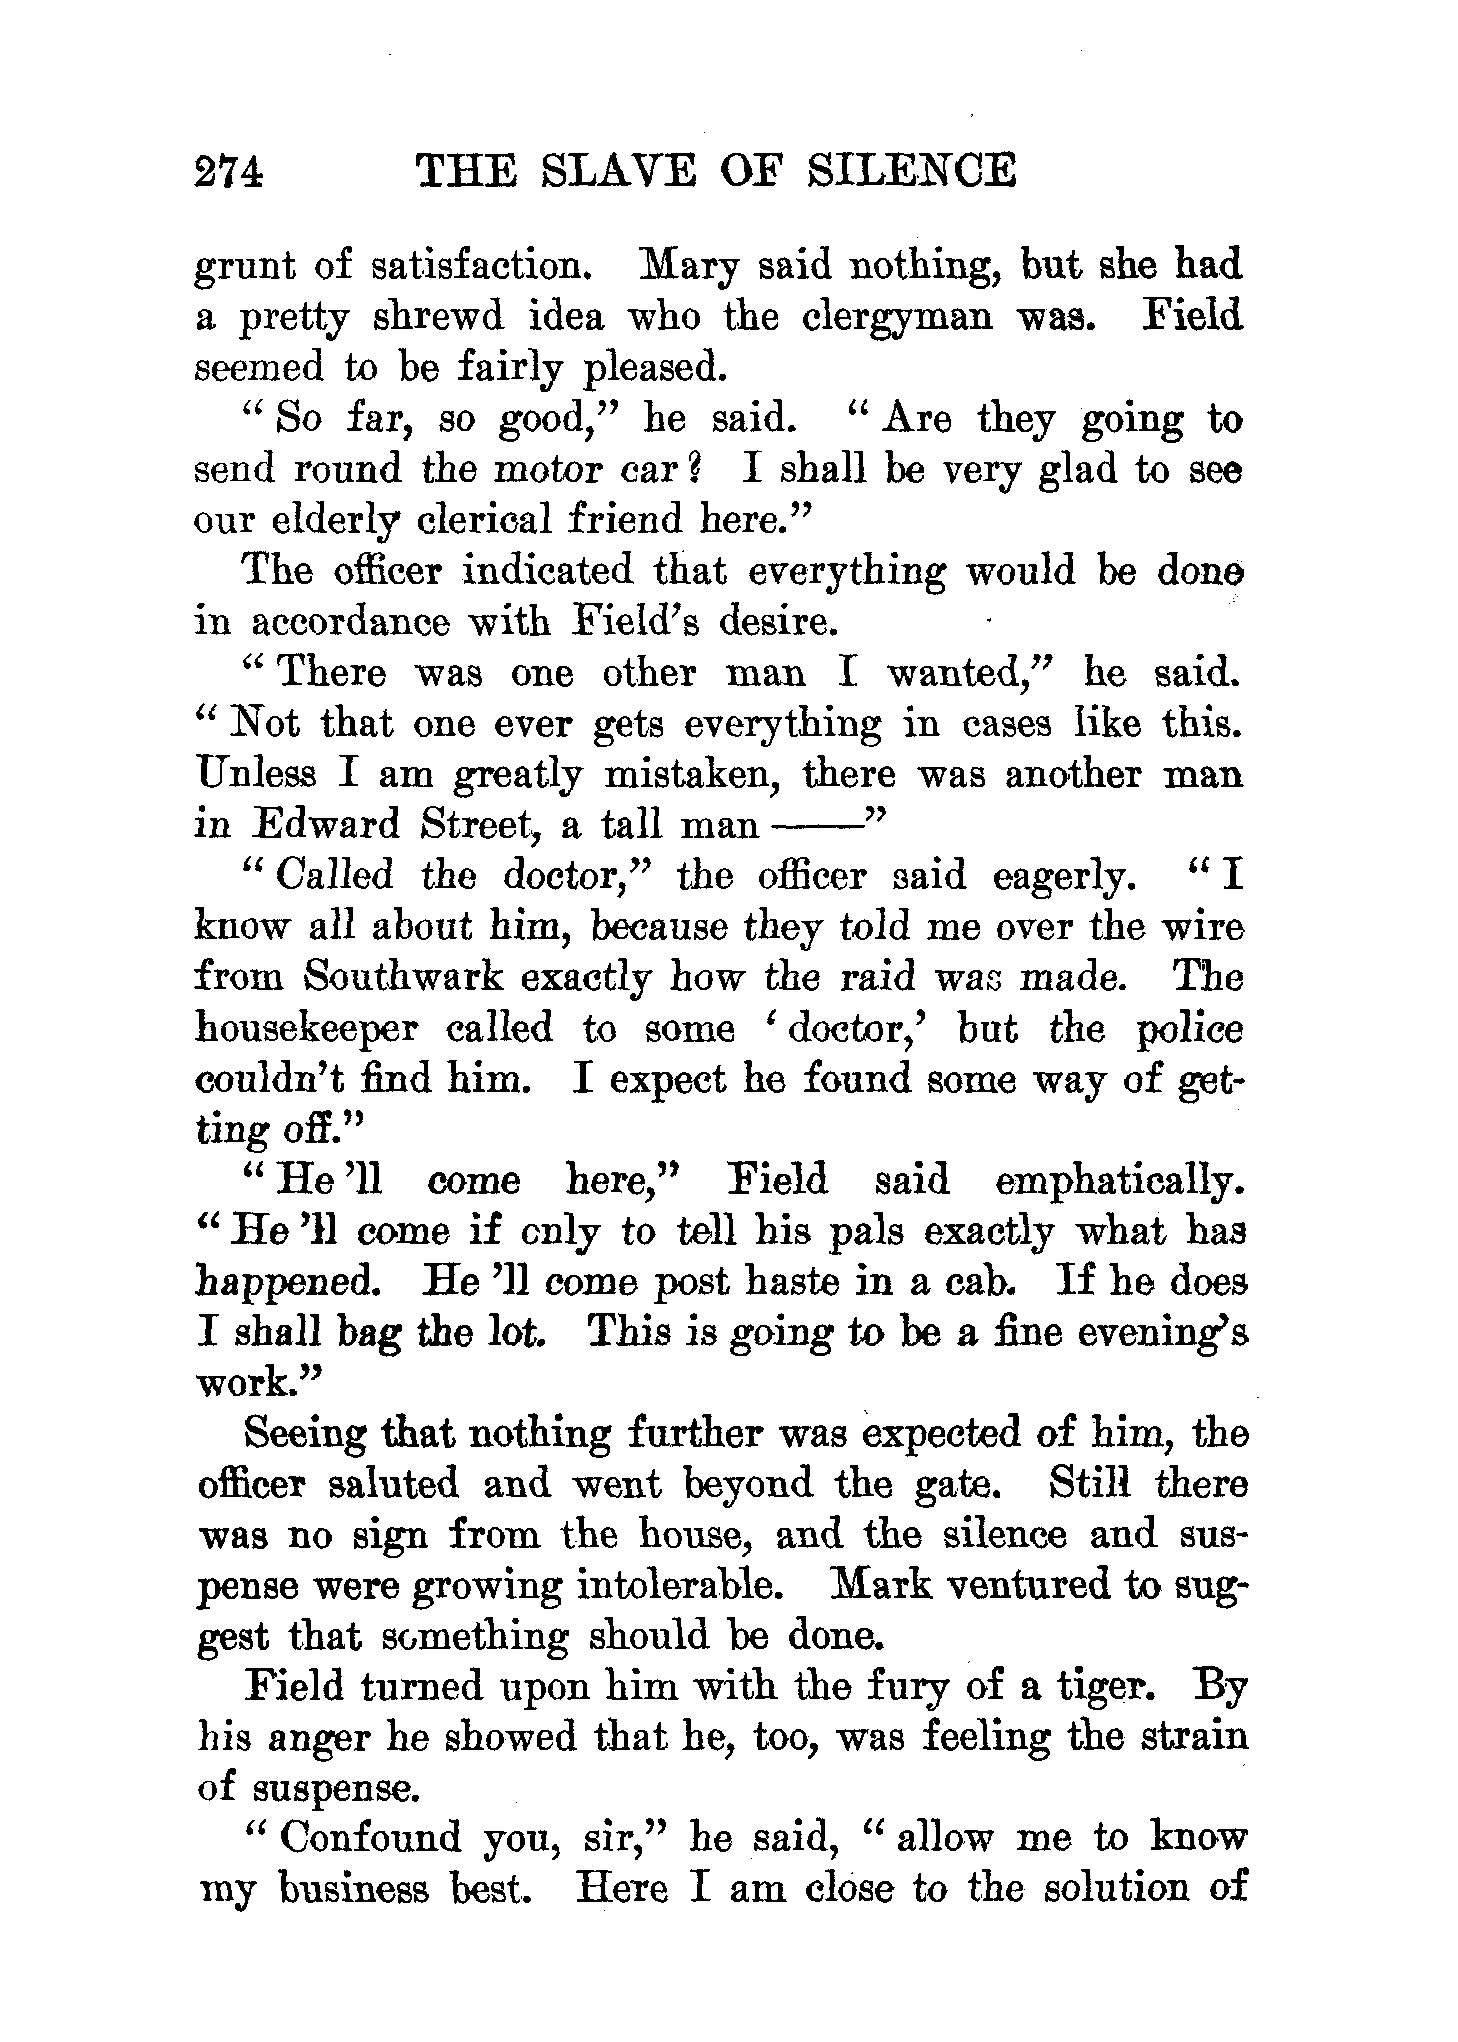 274 THE SLAVE OF SILENCE
grunt of satisfaction. Mary said nothing, but she had
a pretty shrewd idea who the clergyman was. Field
seemed to be fairly pleased.
“ So far, so good,” he said. “ Are they going to
send round the motor car? I shall be very glad to see
our elderly clerical friend here.”
The officer indicated that everything would be done
in accordance with Field’s desire.
“ There was one other man I wanted,” he said.
“ Not that one ever gets everything in cases like this.
Unless I am greatly mistaken, there was another man
in Edward Street, a tall man ——”
“ Called the doctor,” the officer said eagerly. “ I
know all about him, because they told me over the wire
from Southwark exactly how the raid was made. The
housekeeper called to some ‘ doctor,’ but the police
couldn’t find him. I expect he found some way of get-
ting off.”
“ He ’ll come here,” Field said emphatically.
“ He ’ll come if only to tell his pals exactly what has
happened. He ’ll come post haste in a cab. If he does
I shall bag the lot. This is going to be a fine evening’s
work.”
Seeing that nothing further was expected of him, the
officer saluted and went beyond the gate. Still there
was no sign from the house, and the silence and sus-
pense were growing intolerable. Mark ventured to sug-
gest that something should be done.
Field turned upon him with the fury of a tiger. By
his anger he showed that he, too, was feeling the strain
of suspense.
“ Confound you, sir,” he said, “ allow me to know
my business best. Here I am close to the solution of